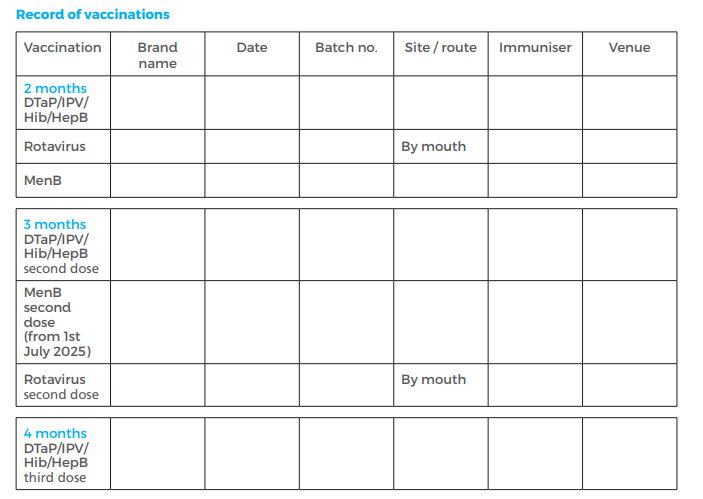 Record of vaccinations
Vaccination Brand name Date Batch no. Site / route Immuniser Venue
2 months
DTaP/IPV/
Hib/HepB
Rotavirus By mouth
MenB
3 months
DTaP/IPV/
Hib/HepB
second dose
MenB
second
dose
(from 1st
July 2025)
Rotavirus By mouth
second dose
4 months
DTaP/IPV/
Hib/HepB
third dose